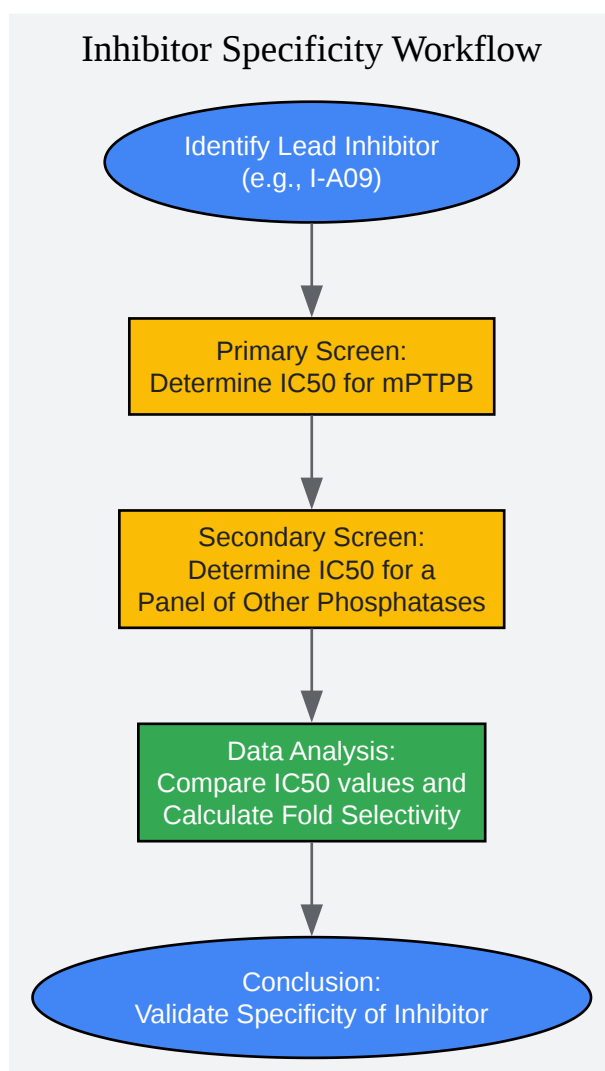 Inhibitor Specificity Workflow
Identify Lead Inhibitor
(e.g., I-A09)
Primary Screen:
Determine IC50 for mPTPB
Secondary Screen:
Determine IC50 for a
Panel of Other Phosphatases
Data Analysis:
Compare IC50 values and
Calculate Fold Selectivity
Conclusion:
Validate Specificity of Inhibitor